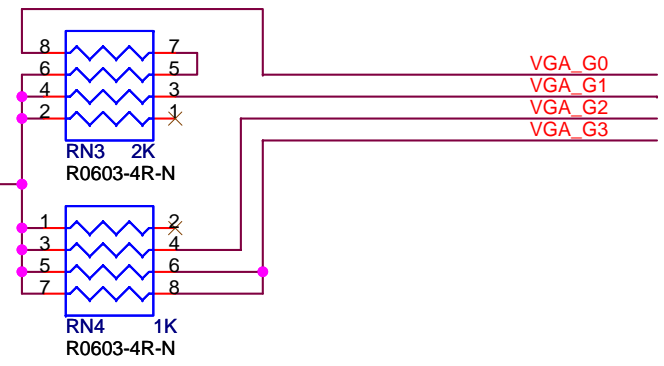 8 7
6 5
4 3
2 1
RN3 2K
R0603-4R-N
VGA_G0
VGA_G1
VGA_G2
VGA_G3
1 2
3 4
5 6
7 8
RN4 1K
R0603-4R-N